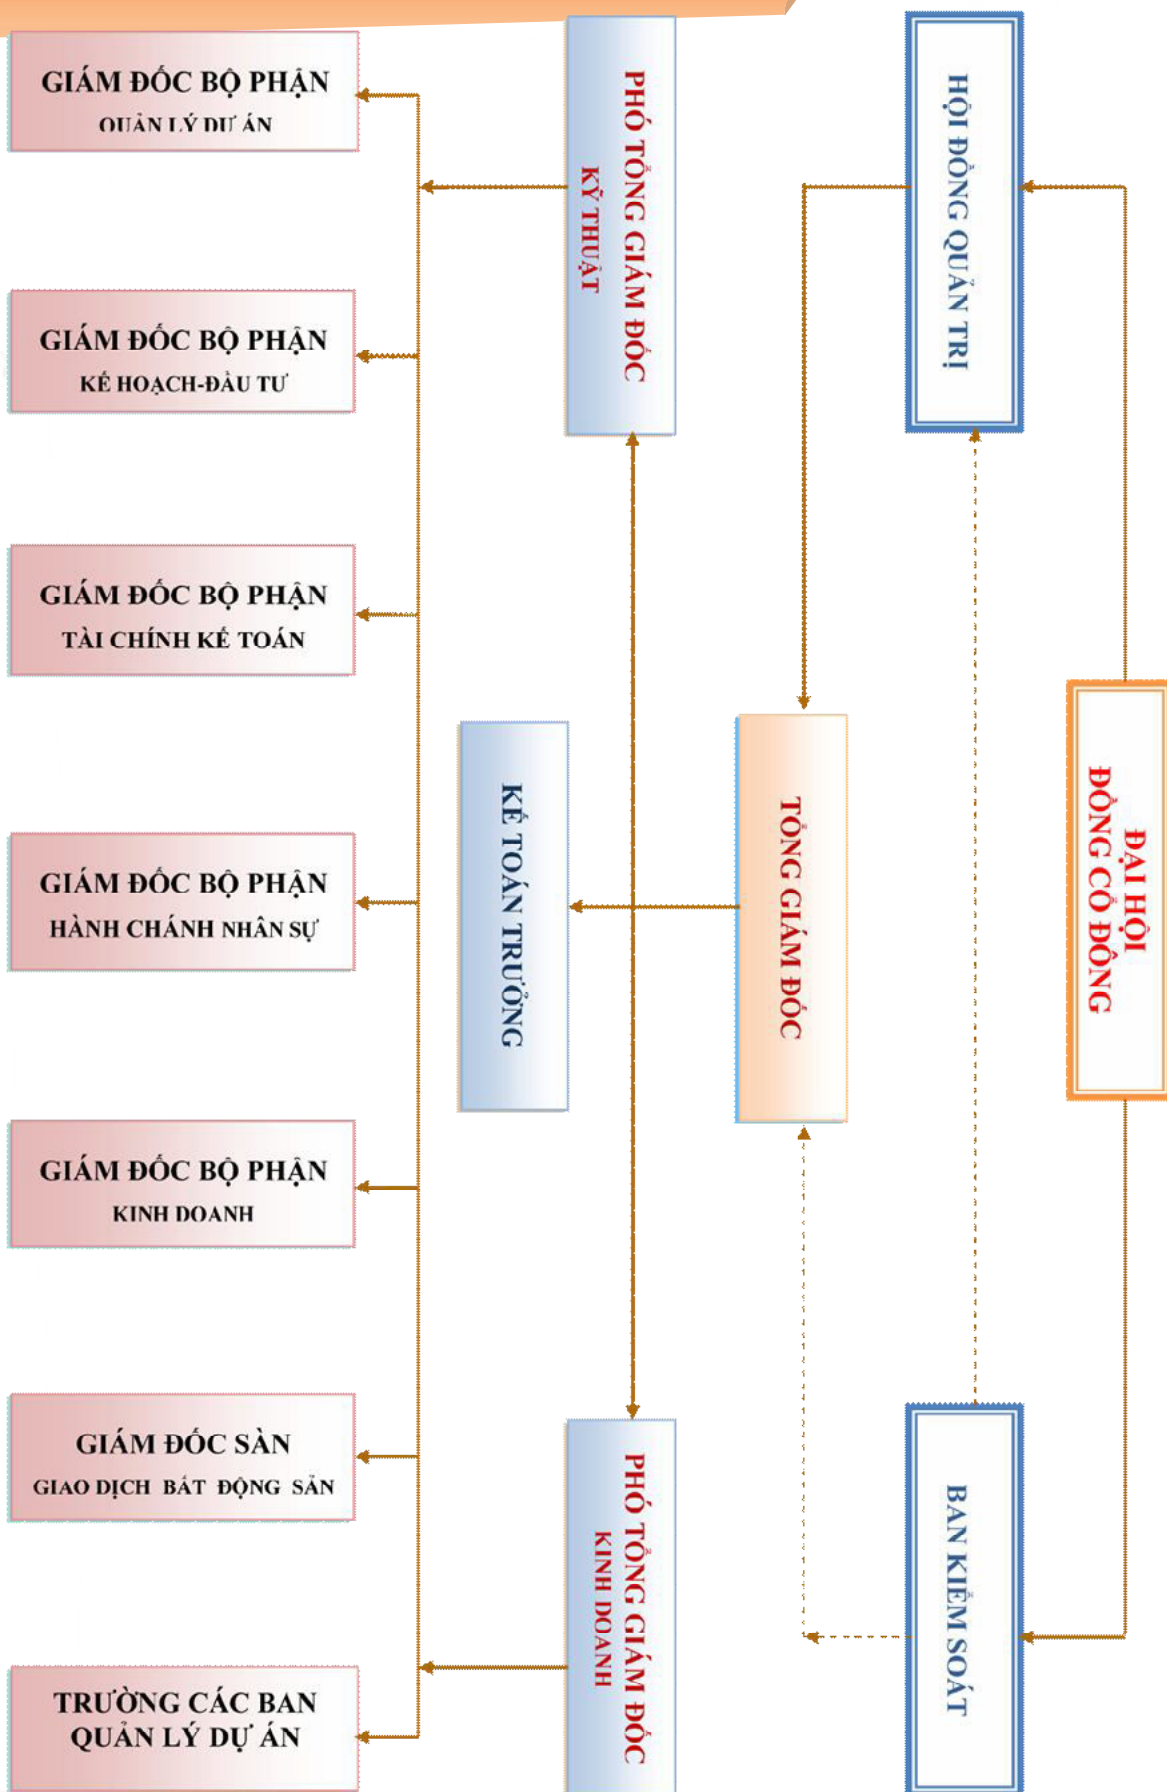 ĐẠI HỘI
ĐỒNG CỔ ĐÔNG
HỘI ĐỒNG QUẢN TRỊ
BAN KIỂM SOÁT
TỔNG GIÁM ĐỐC
PHÓ TỔNG GIÁM ĐỐC
KỸ THUẬT
KẾ TOÁN TRƯỞNG
PHÓ TỔNG GIÁM ĐỐC
KINH DOANH
GIÁM ĐỐC BỘ PHẬN
QUẢN LÝ DỰ ÁN
GIÁM ĐỐC BỘ PHẬN
KẾ HOẠCH-ĐẦU TƯ
GIÁM ĐỐC BỘ PHẬN
TÀI CHÍNH KẾ TOÁN
GIÁM ĐỐC BỘ PHẬN
HÀNH CHÁNH NHÂN SỰ
GIÁM ĐỐC BỘ PHẬN
KINH DOANH
GIÁM ĐỐC SÀN
GIAO DỊCH BẤT ĐỘNG SẢN
TRƯỜNG CÁC BAN
QUẢN LÝ DỰ ÁN